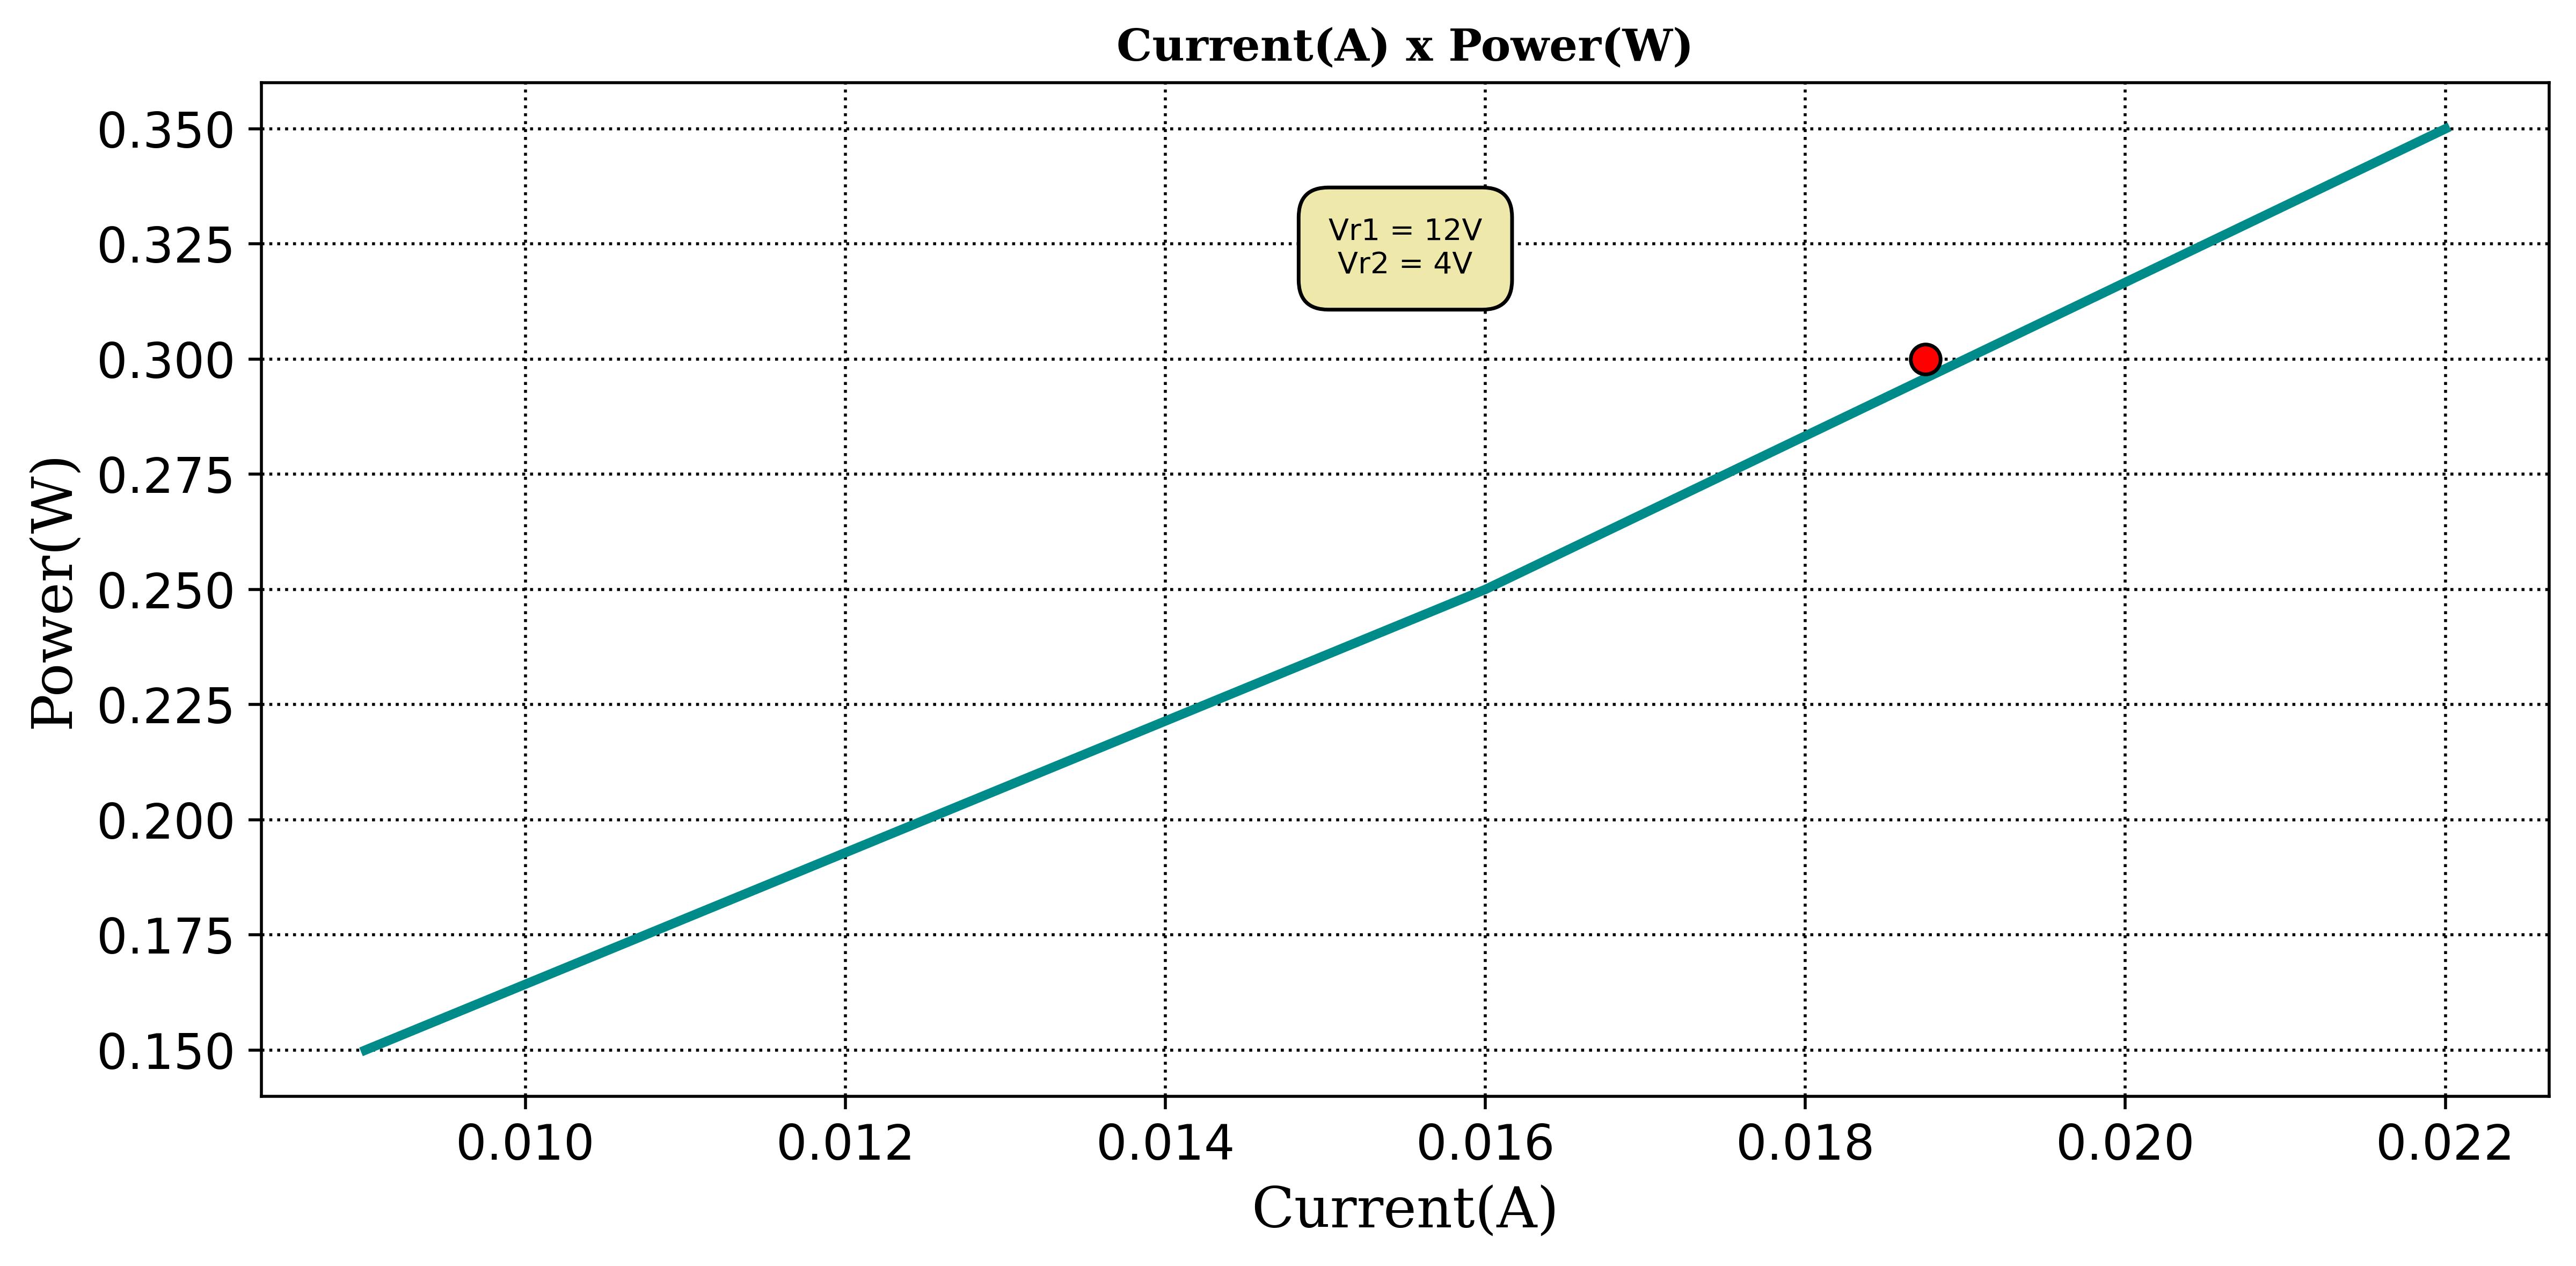 Current(A) x Power(W)
Vr1 = 12V
Vr2 = 4V
Power(W)
0.350
0.325
0.300
0.275
0.250
0.225
0.200
0.175
0.150
0.010 0.012 0.014 0.016 0.018 0.020 0.022
Current(A)